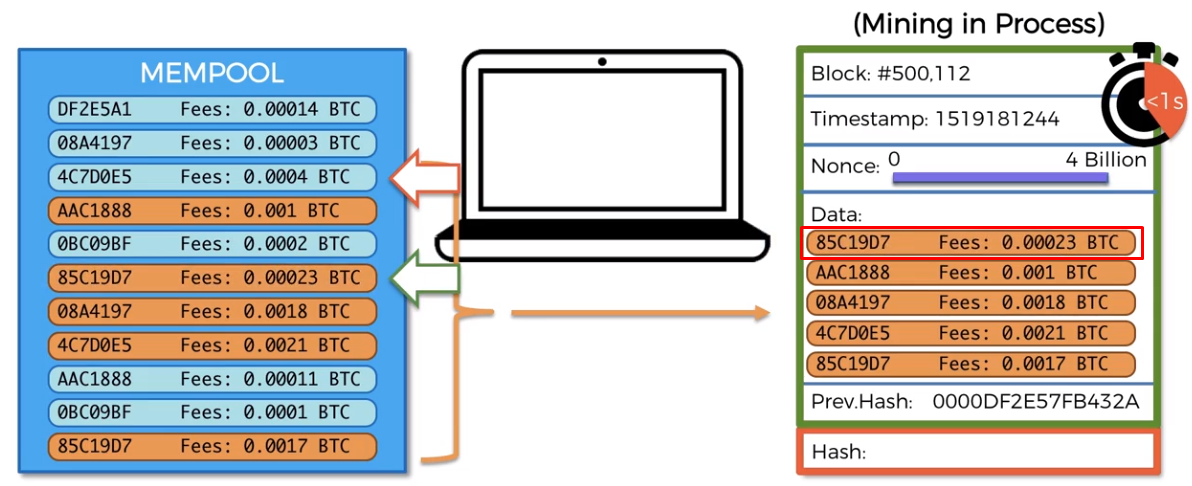 (Mining in Process)
MEMPOOL
DF2E5A1 Fees: 0.00014 BTC
08A4197 Fees: 0.00003 BTC
4C7D0E5 Fees: 0.0004 BTC
AAC1888 Fees: 0.001 BTC
0BC09BF Fees: 0.0002 BTC
85C19D7 Fees: 0.00023 BTC
08A4197 Fees: 0.0018 BTC
4C7D0E5 Fees: 0.0021 BTC
AAC1888 Fees: 0.00011 BTC
0BC09BF Fees: 0.0001 BTC
85C19D7 Fees: 0.0017 BTC
Block: #500,112
<1s
Timestamp: 1519181244
Nonce: 0 4 Billion
Data:
85C19D7 Fees: 0.00023 BTC
AAC1888 Fees: 0.001 BTC
08A4197 Fees: 0.0018 BTC
4C7D0E5 Fees: 0.0021 BTC
85C19D7 Fees: 0.0017 BTC
Prev.Hash: 0000DF2E57FB432A
Hash: